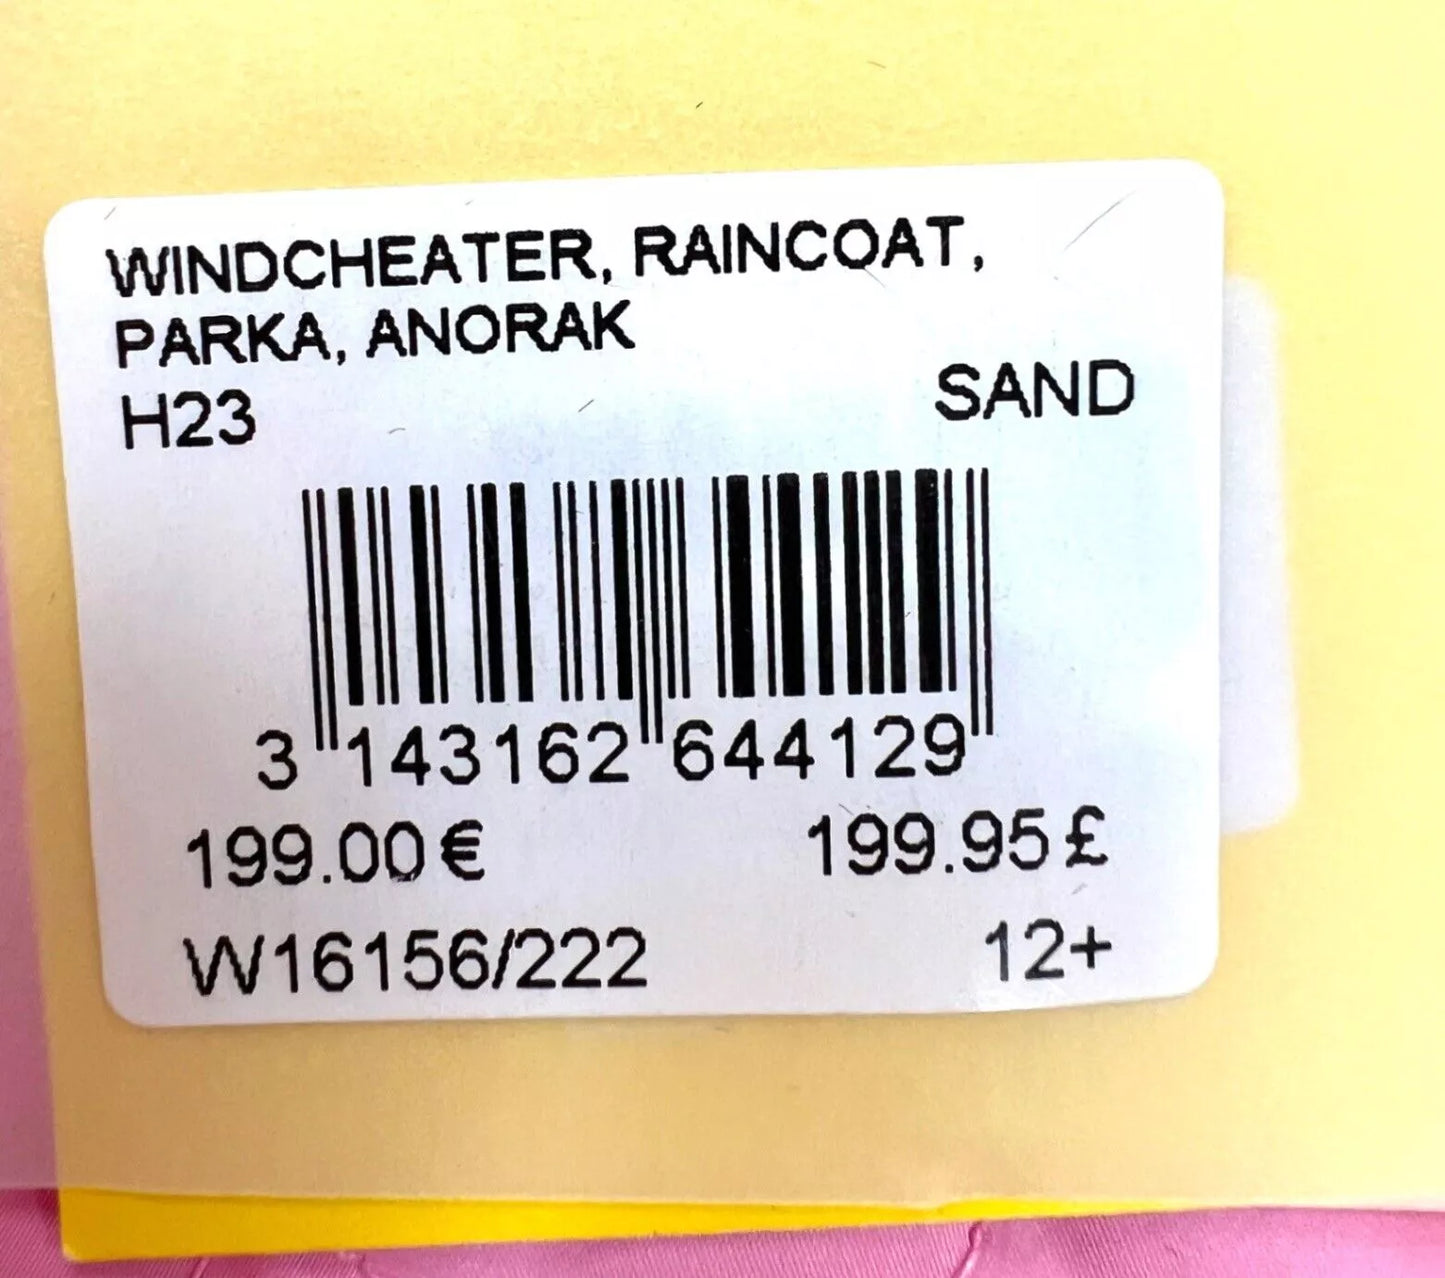 WINDCHEATER, RAINCOAT,
PARKA, ANORAK
H23 SAND
3 143162 644129
199.00€ 199.95£
W16156/222 12+